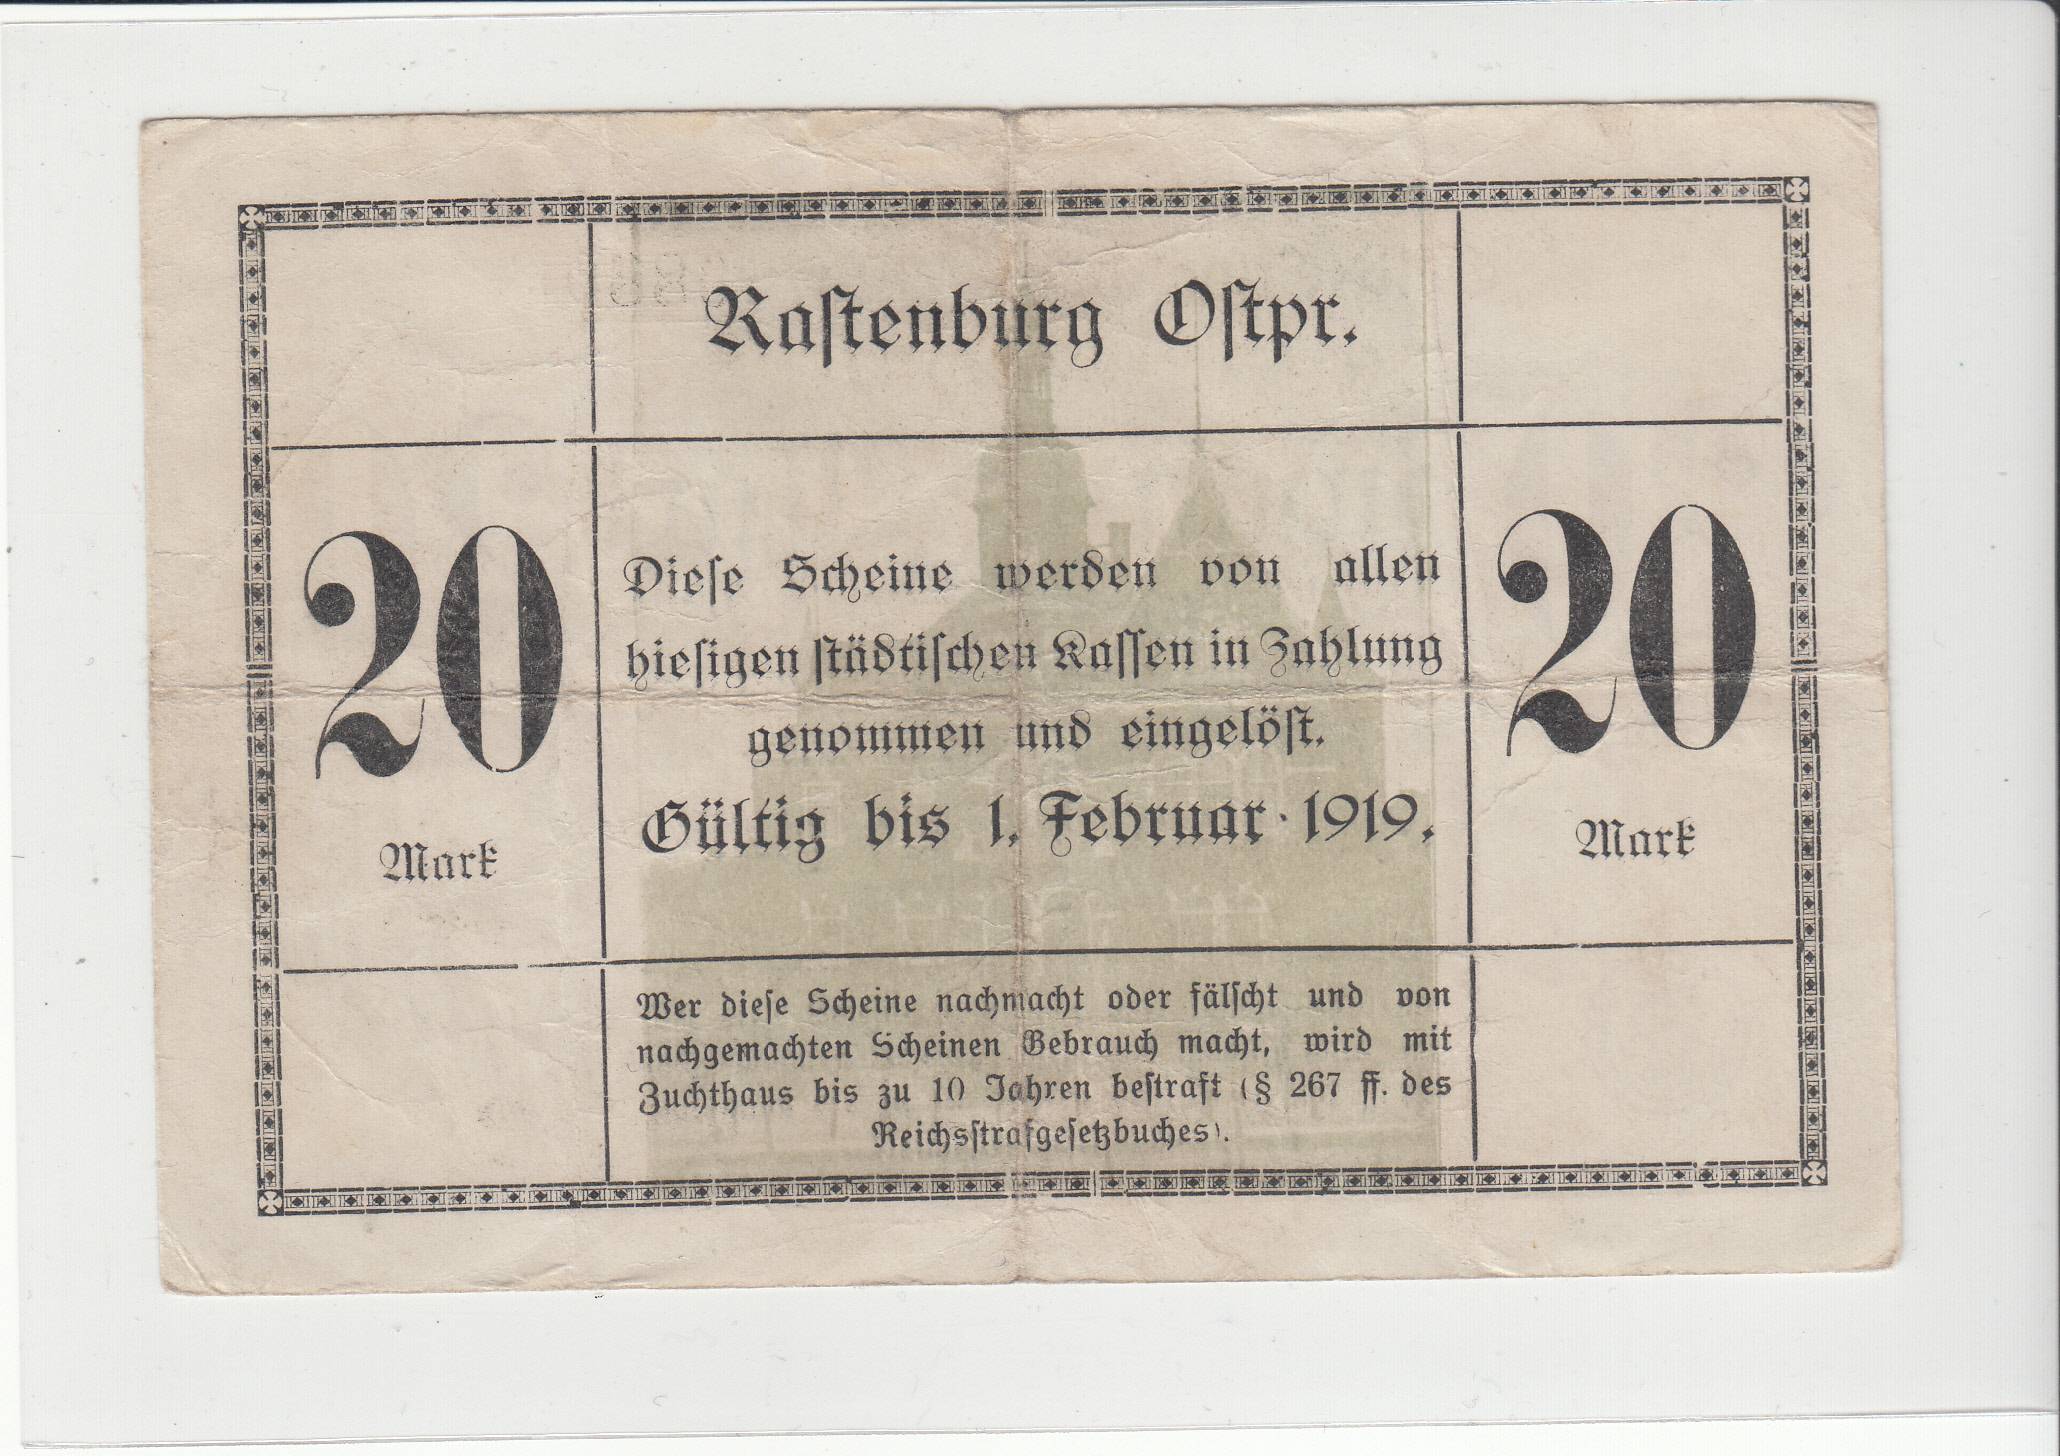 Rastenburg Ostpr.
20
Mark
Diese Scheine werden von allen
hiesigen städtischen Kassen in Zahlung
genommen und eingelöst.
Gültig bis 1. Februar 1919.
20
Mark
Wer diese Scheine nachmacht oder fälscht und von
nachgemachten Scheinen Gebrauch macht, wird mit
Zuchthaus bis zu 10 Jahren bestraft (§ 267 ff. des
Reichsstrafgesetzbuches).